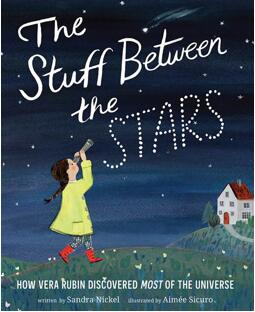 The
Stuff Between
the
STARS
HOW VERA RUBIN DISCOVERED MOST OF THE UNIVERSE
written by Sandra Nickel illustrated by Aimée Sicuro